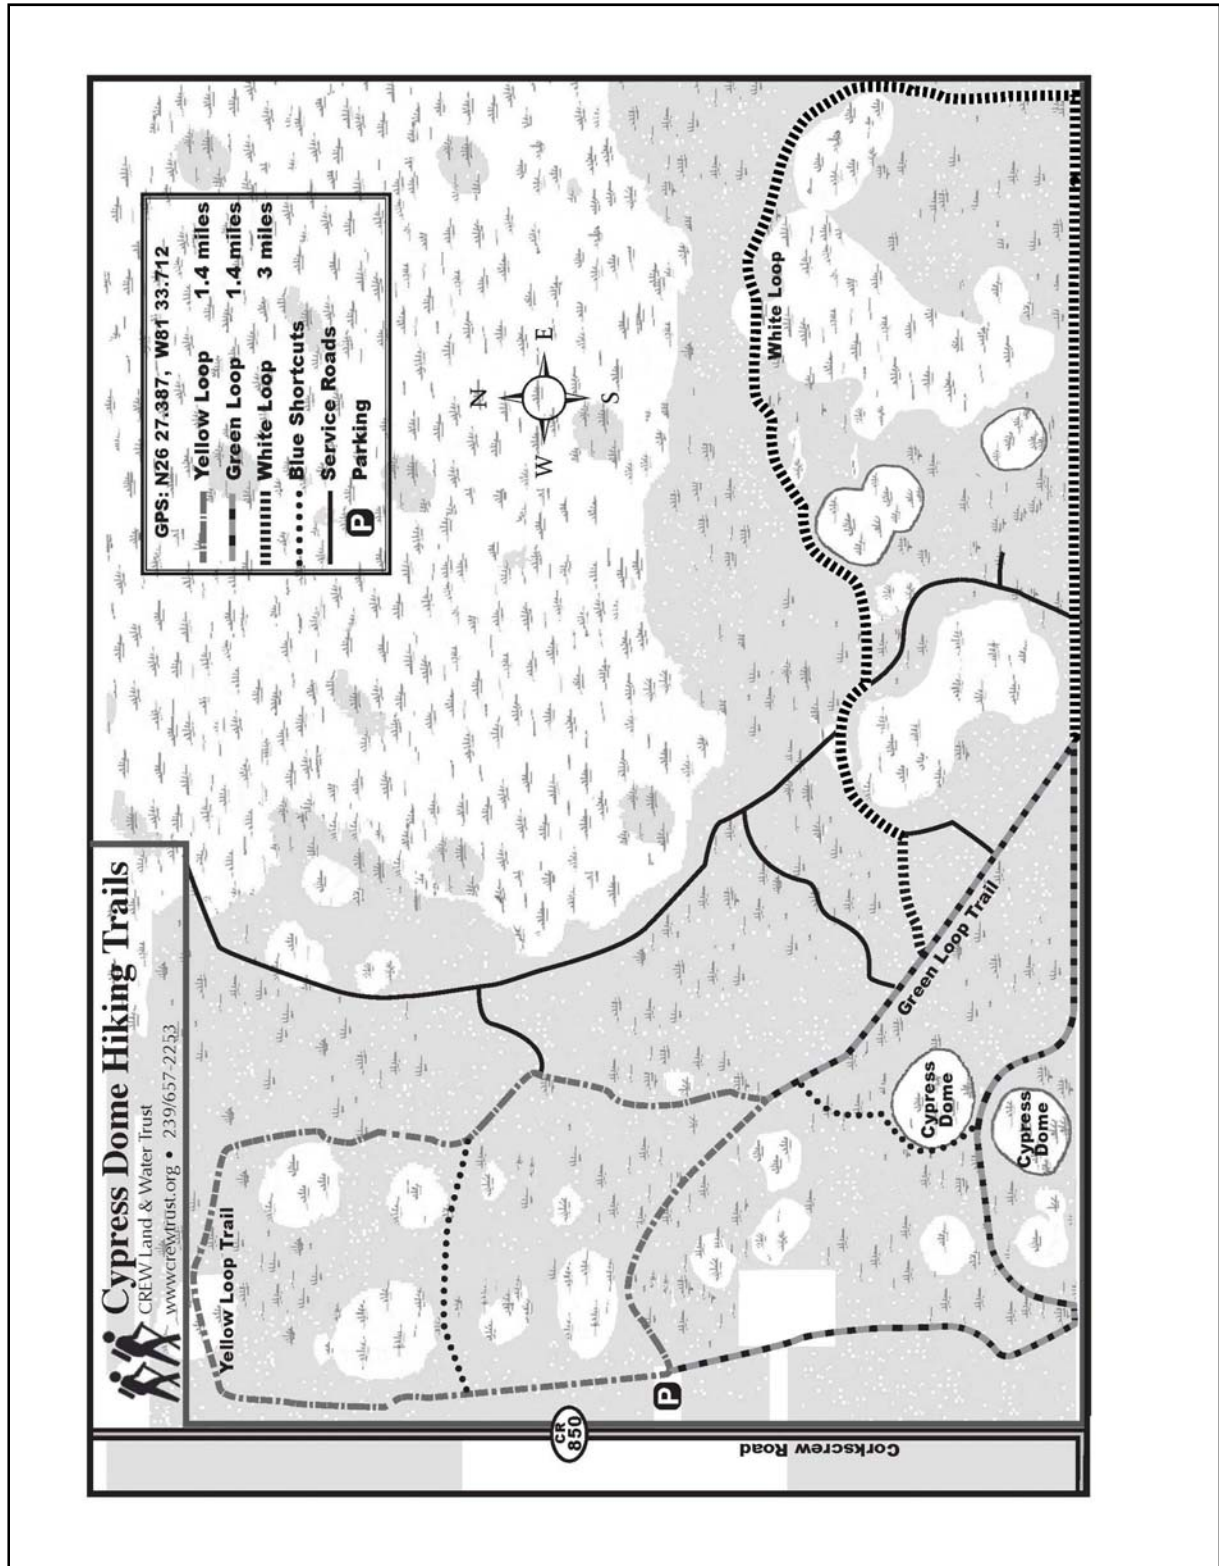 Cypress Dome Hiking Trails
CREW Land & Water Trust
www.crewtrust.org • 239/657-2253
GPS: N26 27.387, W81 33.712
Yellow Loop 1.4 miles
Green Loop 1.4 miles
White Loop 3 miles
Blue Shortcuts
Service Roads
P Parking
N
W E
S
Yellow Loop Trail
White Loop
CR
850
P
Green Loop Trail
Cypress
Dome
Cypress
Dome
Corkscrew Road